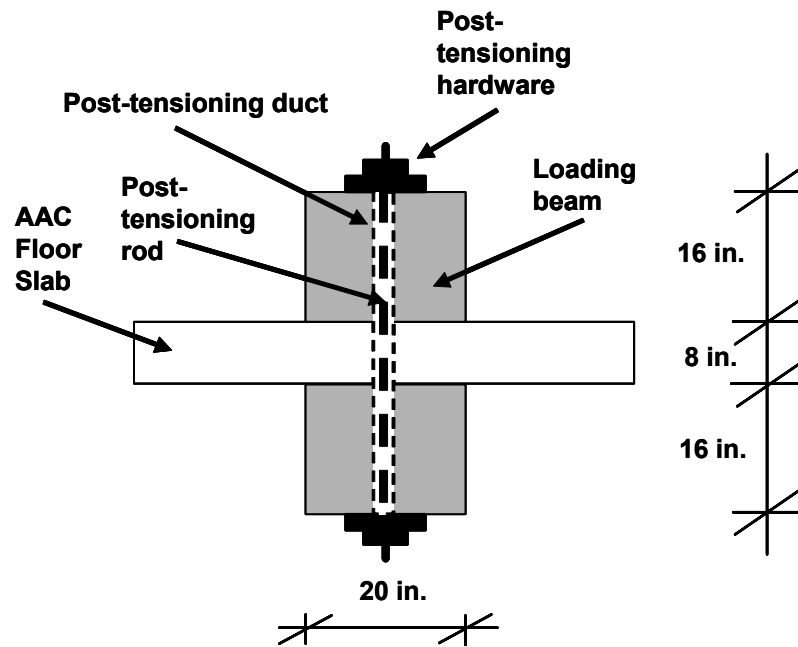 Post-
tensioning
hardware
Post-tensioning duct
Loading
beam
Post-
tensioning
rod
AAC
Floor
Slab
16 in.
8 in.
16 in.
20 in.